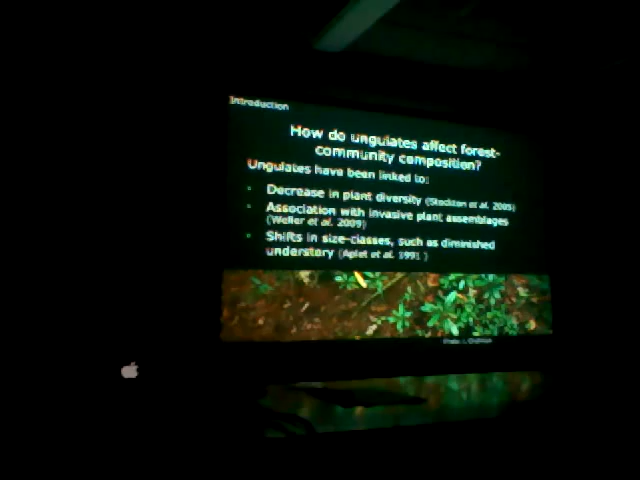 Introduction
How do ungulates affect forest-
community composition?
Ungulates have been linked to:
Decrease in plant diversity (Stockton et al. 2005)
Association with invasive plant assemblages
(Weller et al. 2009)
Shifts in size-classes, such as diminished
understory (Aplet et al. 1991 )